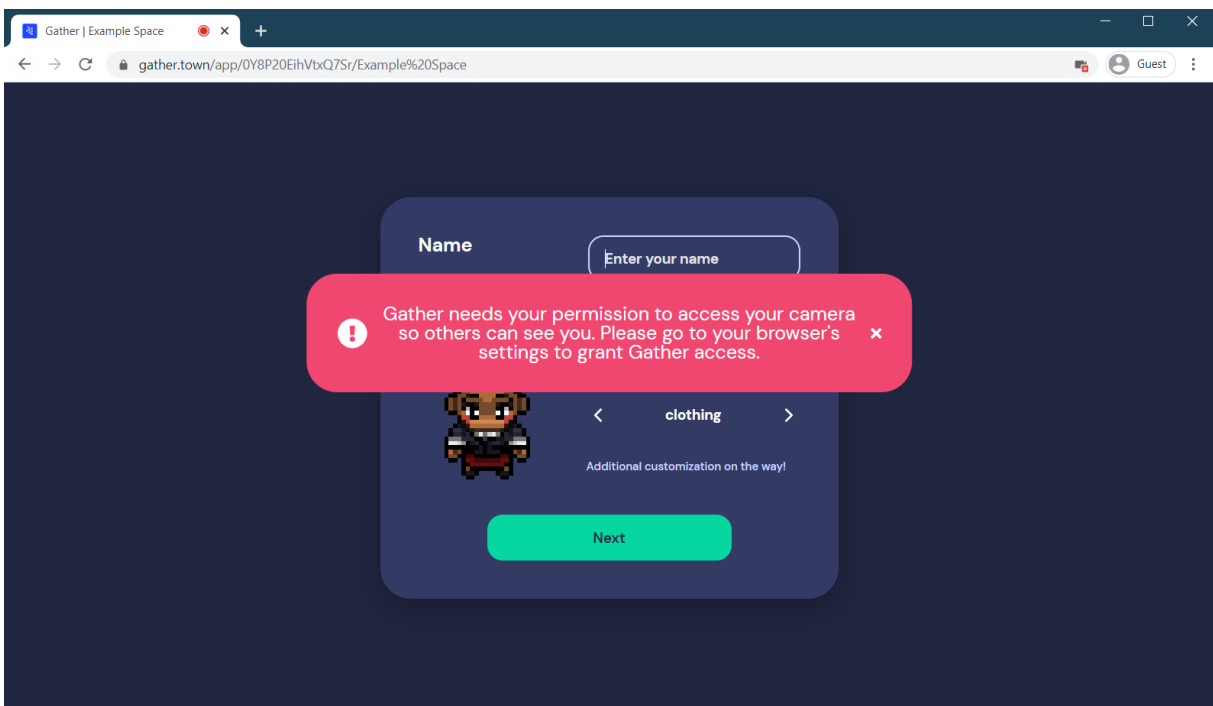 Gather | Example Space
gather.town/app/0Y8P20EihVtxQ7Sr/Example%20Space
Guest
Name
Enter your name
Gather needs your permission to access your camera
so others can see you. Please go to your browser's
settings to grant Gather access.
clothing
Additional customization on the way!
Next